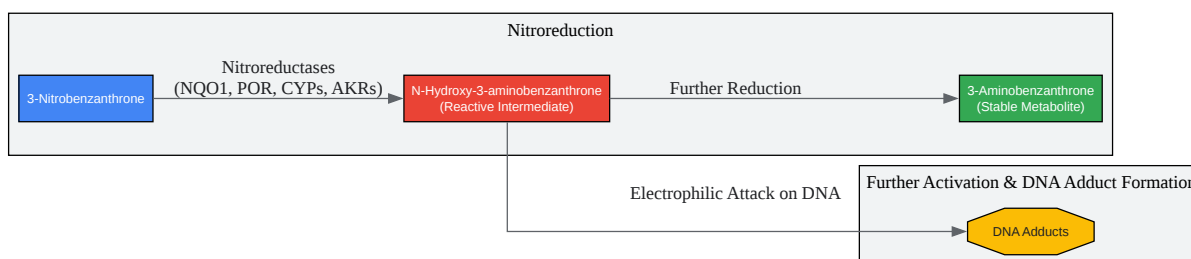 Nitroreduction
3-Nitrobenzanthrone
Nitroreductases
(NQO1, POR, CYPs, AKRs)
N-Hydroxy-3-aminobenzanthrone
(Reactive Intermediate)
Further Reduction
3-Aminobenzanthrone
(Stable Metabolite)
Electrophilic Attack on DNA
Further Activation & DNA Adduct Formation
DNA Adducts